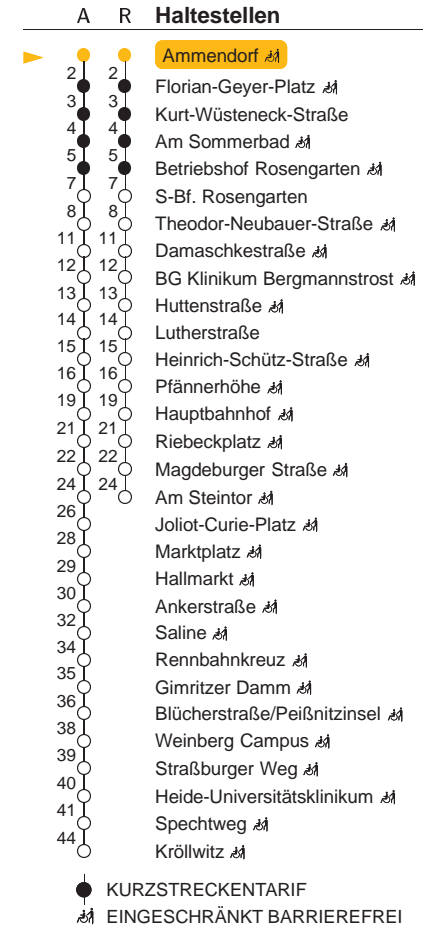 A R Haltestellen
Ammendorf
2 2 Florian-Geyer-Platz
3 3 Kurt-Wüsteneck-Straße
4 4 Am Sommerbad
5 5 Betriebshof Rosengarten
7 7 S-Bf. Rosengarten
8 8 Theodor-Neubauer-Straße
11 11 Damaschkestraße
12 12 BG Klinikum Bergmannstrost
13 13 Huttenstraße
14 14 Lutherstraße
15 15 Heinrich-Schütz-Straße
16 16 Pfännerhöhe
19 19 Hauptbahnhof
21 21 Riebeckplatz
22 22 Magdeburger Straße
24 24 Am Steintor
26 Joliot-Curie-Platz
28 Marktplatz
29 Hallmarkt
30 Ankerstraße
32 Saline
34 Rennbahnkreuz
35 Gimritzer Damm
36 Blücherstraße/Peißnitzinsel
38 Weinberg Campus
39 Straßburger Weg
40 Heide-Universitätsklinikum
41 Spechtweg
44 Kröllwitz
KURZSTRECKENTARIF
EINGESCHRÄNKT BARRIEREFREI